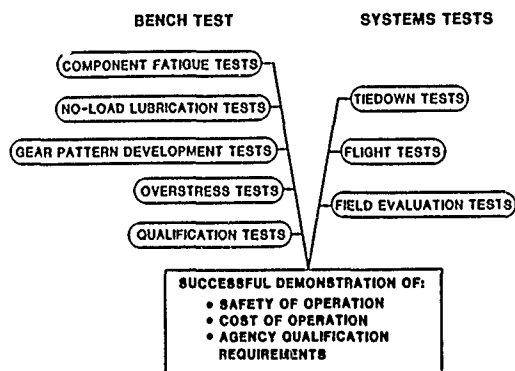 BENCH TEST
SYSTEMS TESTS
COMPONENT FATIGUE TESTS
NO-LOAD LUBRICATION TESTS
GEAR PATTERN DEVELOPMENT TESTS
OVERSTRESS TESTS
QUALIFICATION TESTS
TIEDOWN TESTS
FLIGHT TESTS
FIELD EVALUATION TESTS
SUCCESSFUL DEMONSTRATION OF:
• SAFETY OF OPERATION
• COST OF OPERATION
• AGENCY QUALIFICATION
REQUIREMENTS